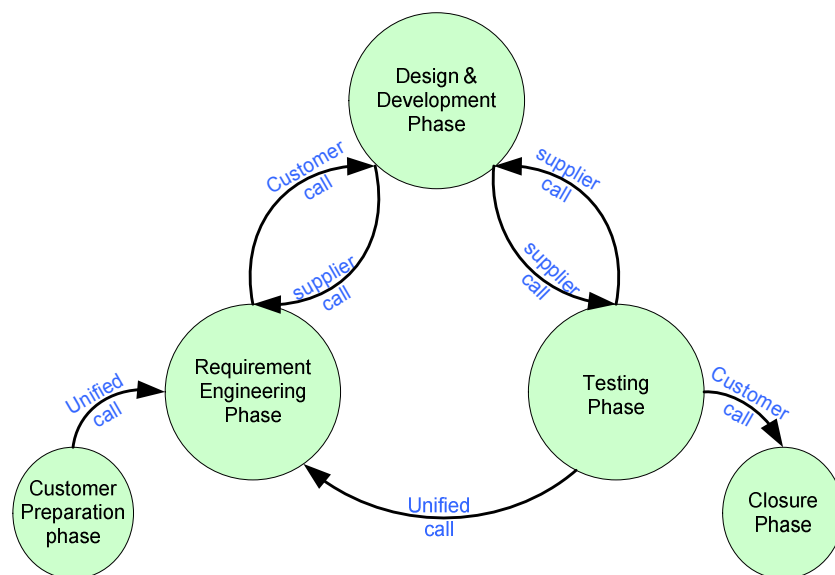 Design &
Development
Phase
Customer
call
supplier
call
supplier
call
supplier
call
Requirement
Engineering
Phase
Testing
Phase
Unified
call
Customer
call
Customer
Preparation
phase
Unified
call
Closure
Phase